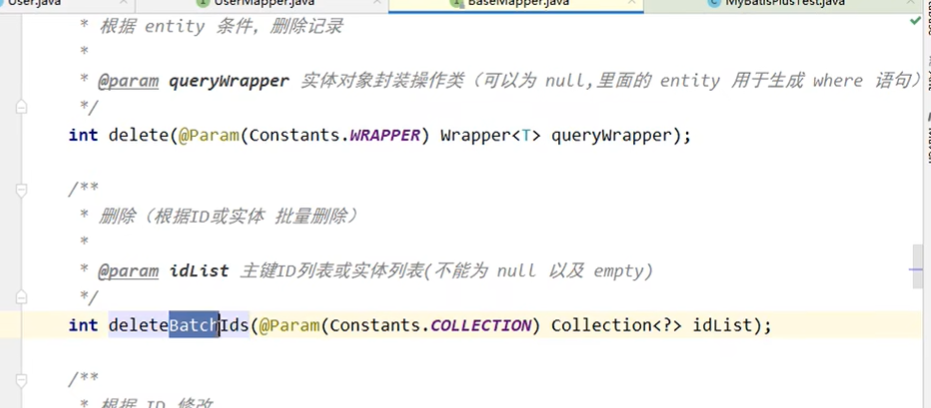 User.java UserMapper.java BaseMapper.java MyBatisPlusTest.java
* 根据 entity 条件，删除记录
*
* @param queryWrapper 实体对象封装操作类（可以为 null,里面的 entity 用于生成 where 语句）
*/
int delete(@Param(Constants.WRAPPER) Wrapper<T> queryWrapper);
/**
* 删除（根据ID或实体 批量删除）
*
* @param idList 主键ID列表或实体列表(不能为 null 以及 empty)
*/
int deleteBatchIds(@Param(Constants.COLLECTION) Collection<?> idList);
/**
* 根据 ID 修改